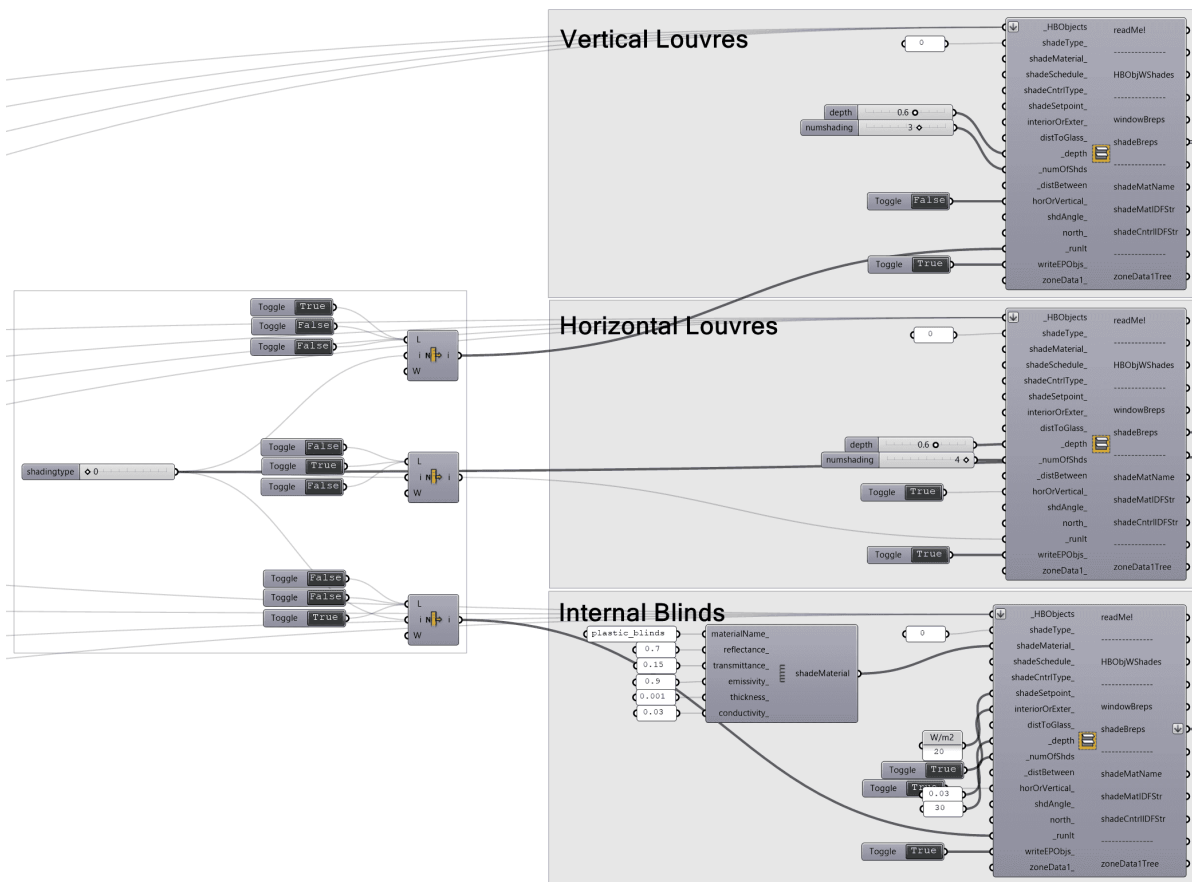 Vertical Louvres
0
depth 0.6
numshading 3
Toggle False
Toggle True
_HBObjects
shadeType_
shadeMaterial_
shadeSchedule_
shadeCntrlType_
shadeSetpoint_
interiorOrExter_
distToGlass_
_depth
_numOfShds
_distBetween
horOrVertical_
shdAngle_
north_
_runIt
writeEPObjs_
zoneData1_
readMe!
---------------
HBObjWShades
---------------
windowBreps
shadeBreps
---------------
shadeMatName
shadeMatIDFStr
shadeCntrlIDFStr
---------------
zoneData1Tree
Toggle True
Toggle False
Toggle False
L
i N i
W
shadingtype 0
Toggle False
Toggle True
Toggle False
L
i N i
W
Toggle False
Toggle False
Toggle True
L
i N i
W
Horizontal Louvres
0
depth 0.6
numshading 4
Toggle True
Toggle True
_HBObjects
shadeType_
shadeMaterial_
shadeSchedule_
shadeCntrlType_
shadeSetpoint_
interiorOrExter_
distToGlass_
_depth
_numOfShds
_distBetween
horOrVertical_
shdAngle_
north_
_runIt
writeEPObjs_
zoneData1_
readMe!
---------------
HBObjWShades
---------------
windowBreps
shadeBreps
---------------
shadeMatName
shadeMatIDFStr
shadeCntrlIDFStr
---------------
zoneData1Tree
Internal Blinds
plastic_blinds
0.7
0.15
0.9
0.001
0.03
materialName_
reflectance_
transmittance_
emissivity_
thickness_
conductivity_
shadeMaterial
0
W/m2
20
Toggle True
Toggle
0.03
30
Toggle True
_HBObjects
shadeType_
shadeMaterial_
shadeSchedule_
shadeCntrlType_
shadeSetpoint_
interiorOrExter_
distToGlass_
_depth
_numOfShds
_distBetween
horOrVertical_
shdAngle_
north_
_runIt
writeEPObjs_
zoneData1_
readMe!
---------------
HBObjWShades
---------------
windowBreps
shadeBreps
---------------
shadeMatName
shadeMatIDFStr
shadeCntrlIDFStr
---------------
zoneData1Tree